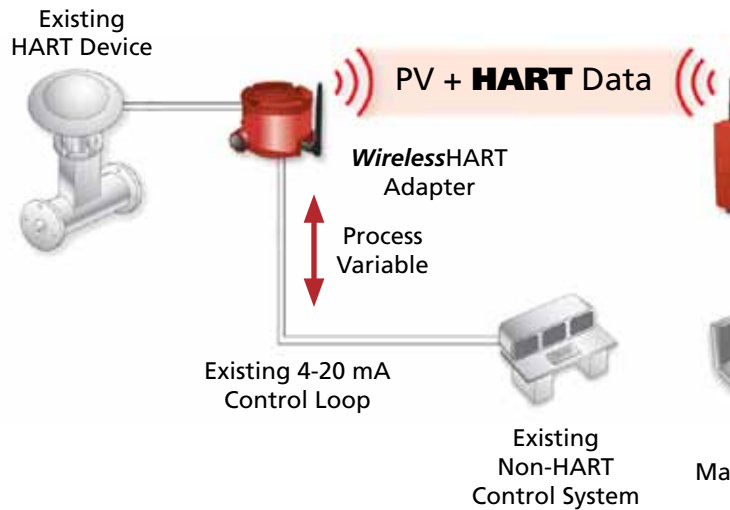 Existing
HART Device
PV + HART Data
WirelessHART
Adapter
Process
Variable
Existing 4-20 mA
Control Loop
Existing
Non-HART
Control System